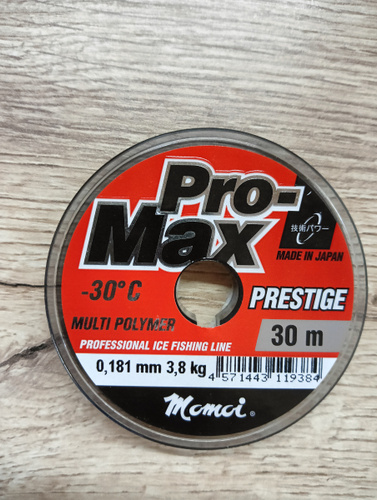 Pro-
Max
技術パワー
MADE IN JAPAN
-30°C
PRESTIGE
MULTI POLYMER
30 m
PROFESSIONAL ICE FISHING LINE
0,181 mm 3,8 kg
4 571443 119384
Momoi®